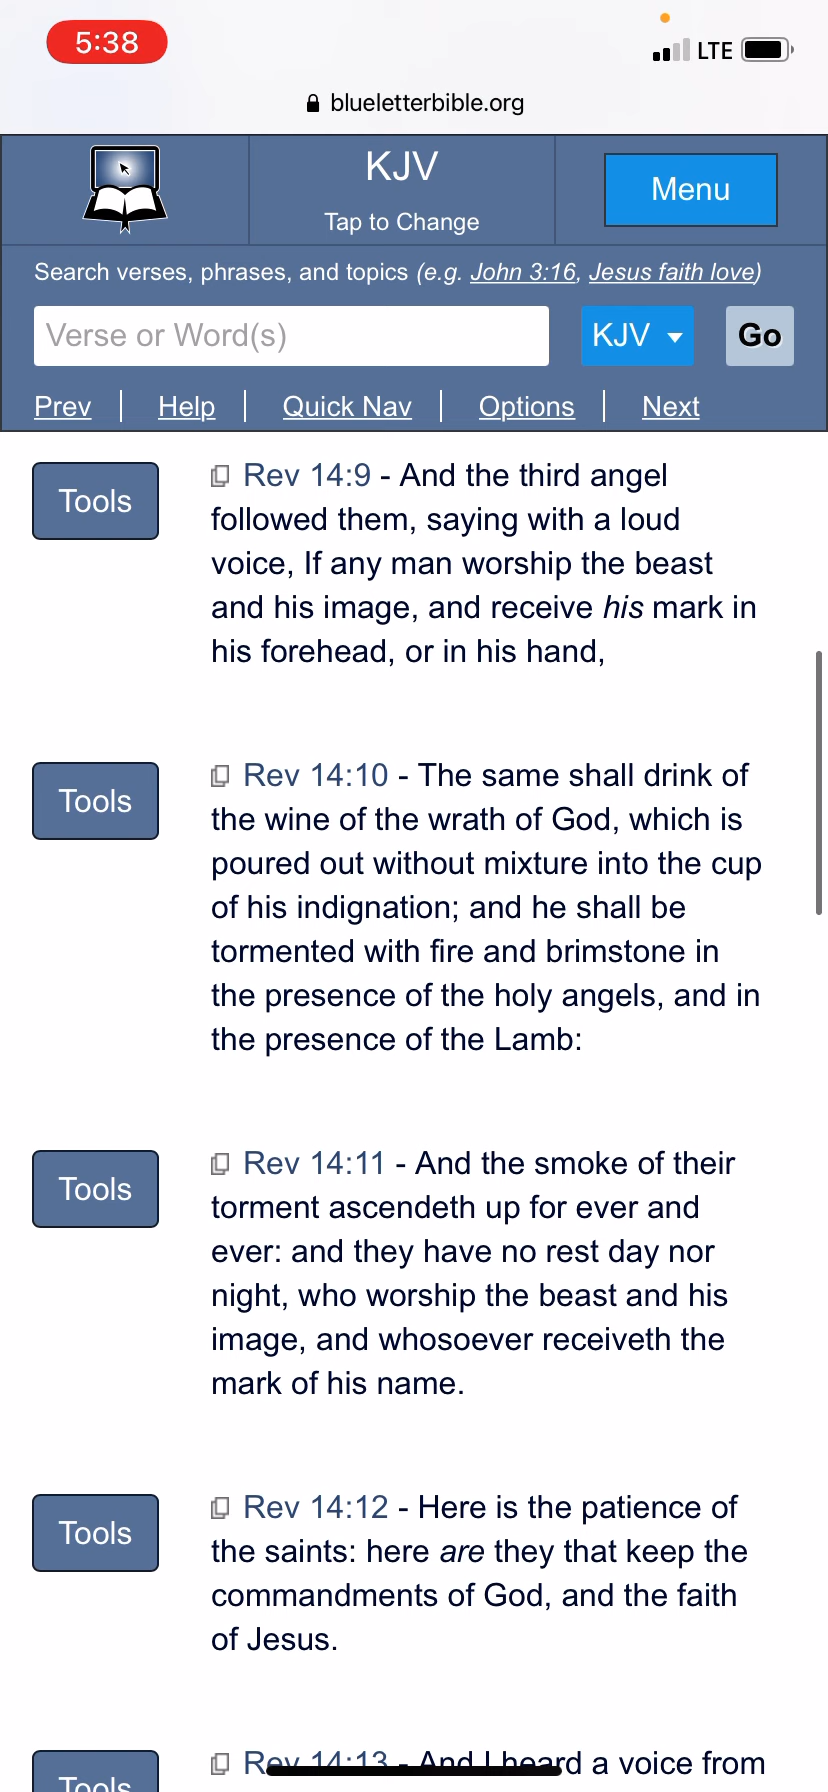 5:38
LTE
blueletterbible.org
KJV
Tap to Change
Menu
Search verses, phrases, and topics (e.g. John 3:16, Jesus faith love)
Verse or Word(s)
KJV
Go
Prev | Help | Quick Nav | Options | Next
Tools
Rev 14:9 - And the third angel
followed them, saying with a loud
voice, If any man worship the beast
and his image, and receive his mark in
his forehead, or in his hand,
Tools
Rev 14:10 - The same shall drink of
the wine of the wrath of God, which is
poured out without mixture into the cup
of his indignation; and he shall be
tormented with fire and brimstone in
the presence of the holy angels, and in
the presence of the Lamb:
Tools
Rev 14:11 - And the smoke of their
torment ascendeth up for ever and
ever: and they have no rest day nor
night, who worship the beast and his
image, and whosoever receiveth the
mark of his name.
Tools
Rev 14:12 - Here is the patience of
the saints: here are they that keep the
commandments of God, and the faith
of Jesus.
Tools
Rev 14:13 - And I heard a voice from